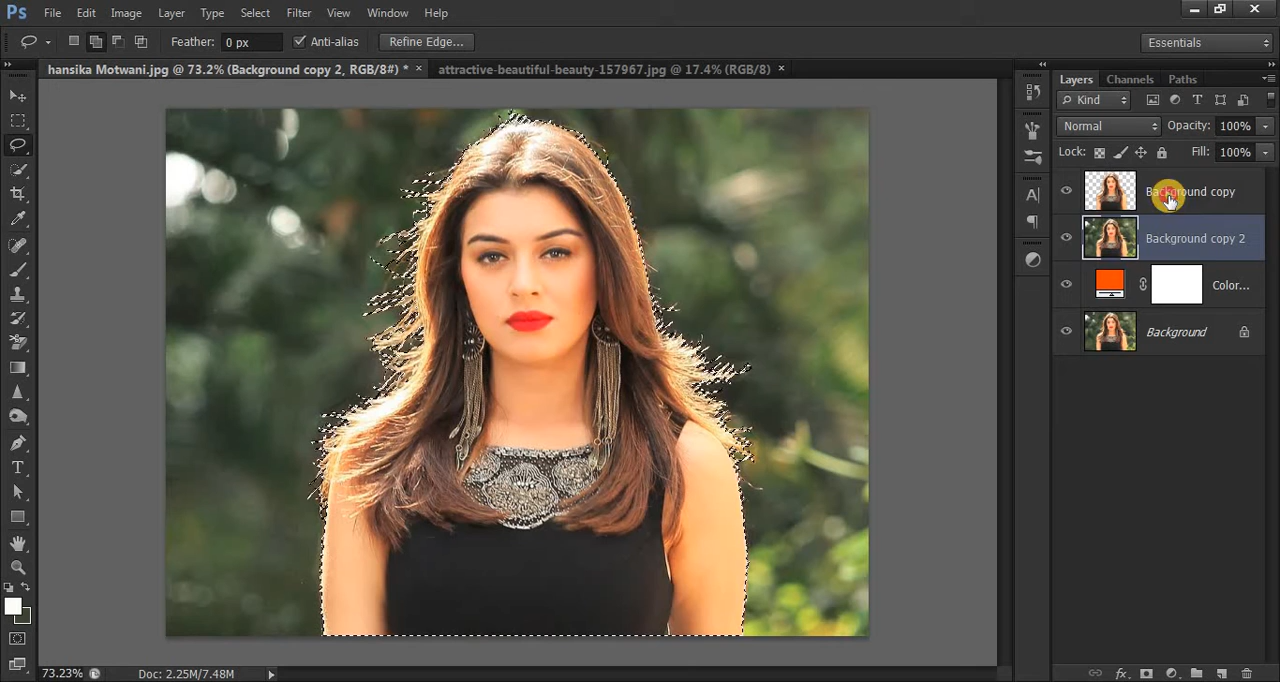 Ps File Edit Image Layer Type Select Filter View Window Help
Feather: 0 px Anti-alias Refine Edge... Essentials
hansika Motwani.jpg @ 73.2% (Background copy 2, RGB/8#) * × attractive-beautiful-beauty-157967.jpg @ 17.4% (RGB/8) ×
Layers Channels Paths
Kind
Normal Opacity: 100%
Lock: Fill: 100%
Background copy
Background copy 2
Color...
Background
73.23% Doc: 2.25M/7.48M